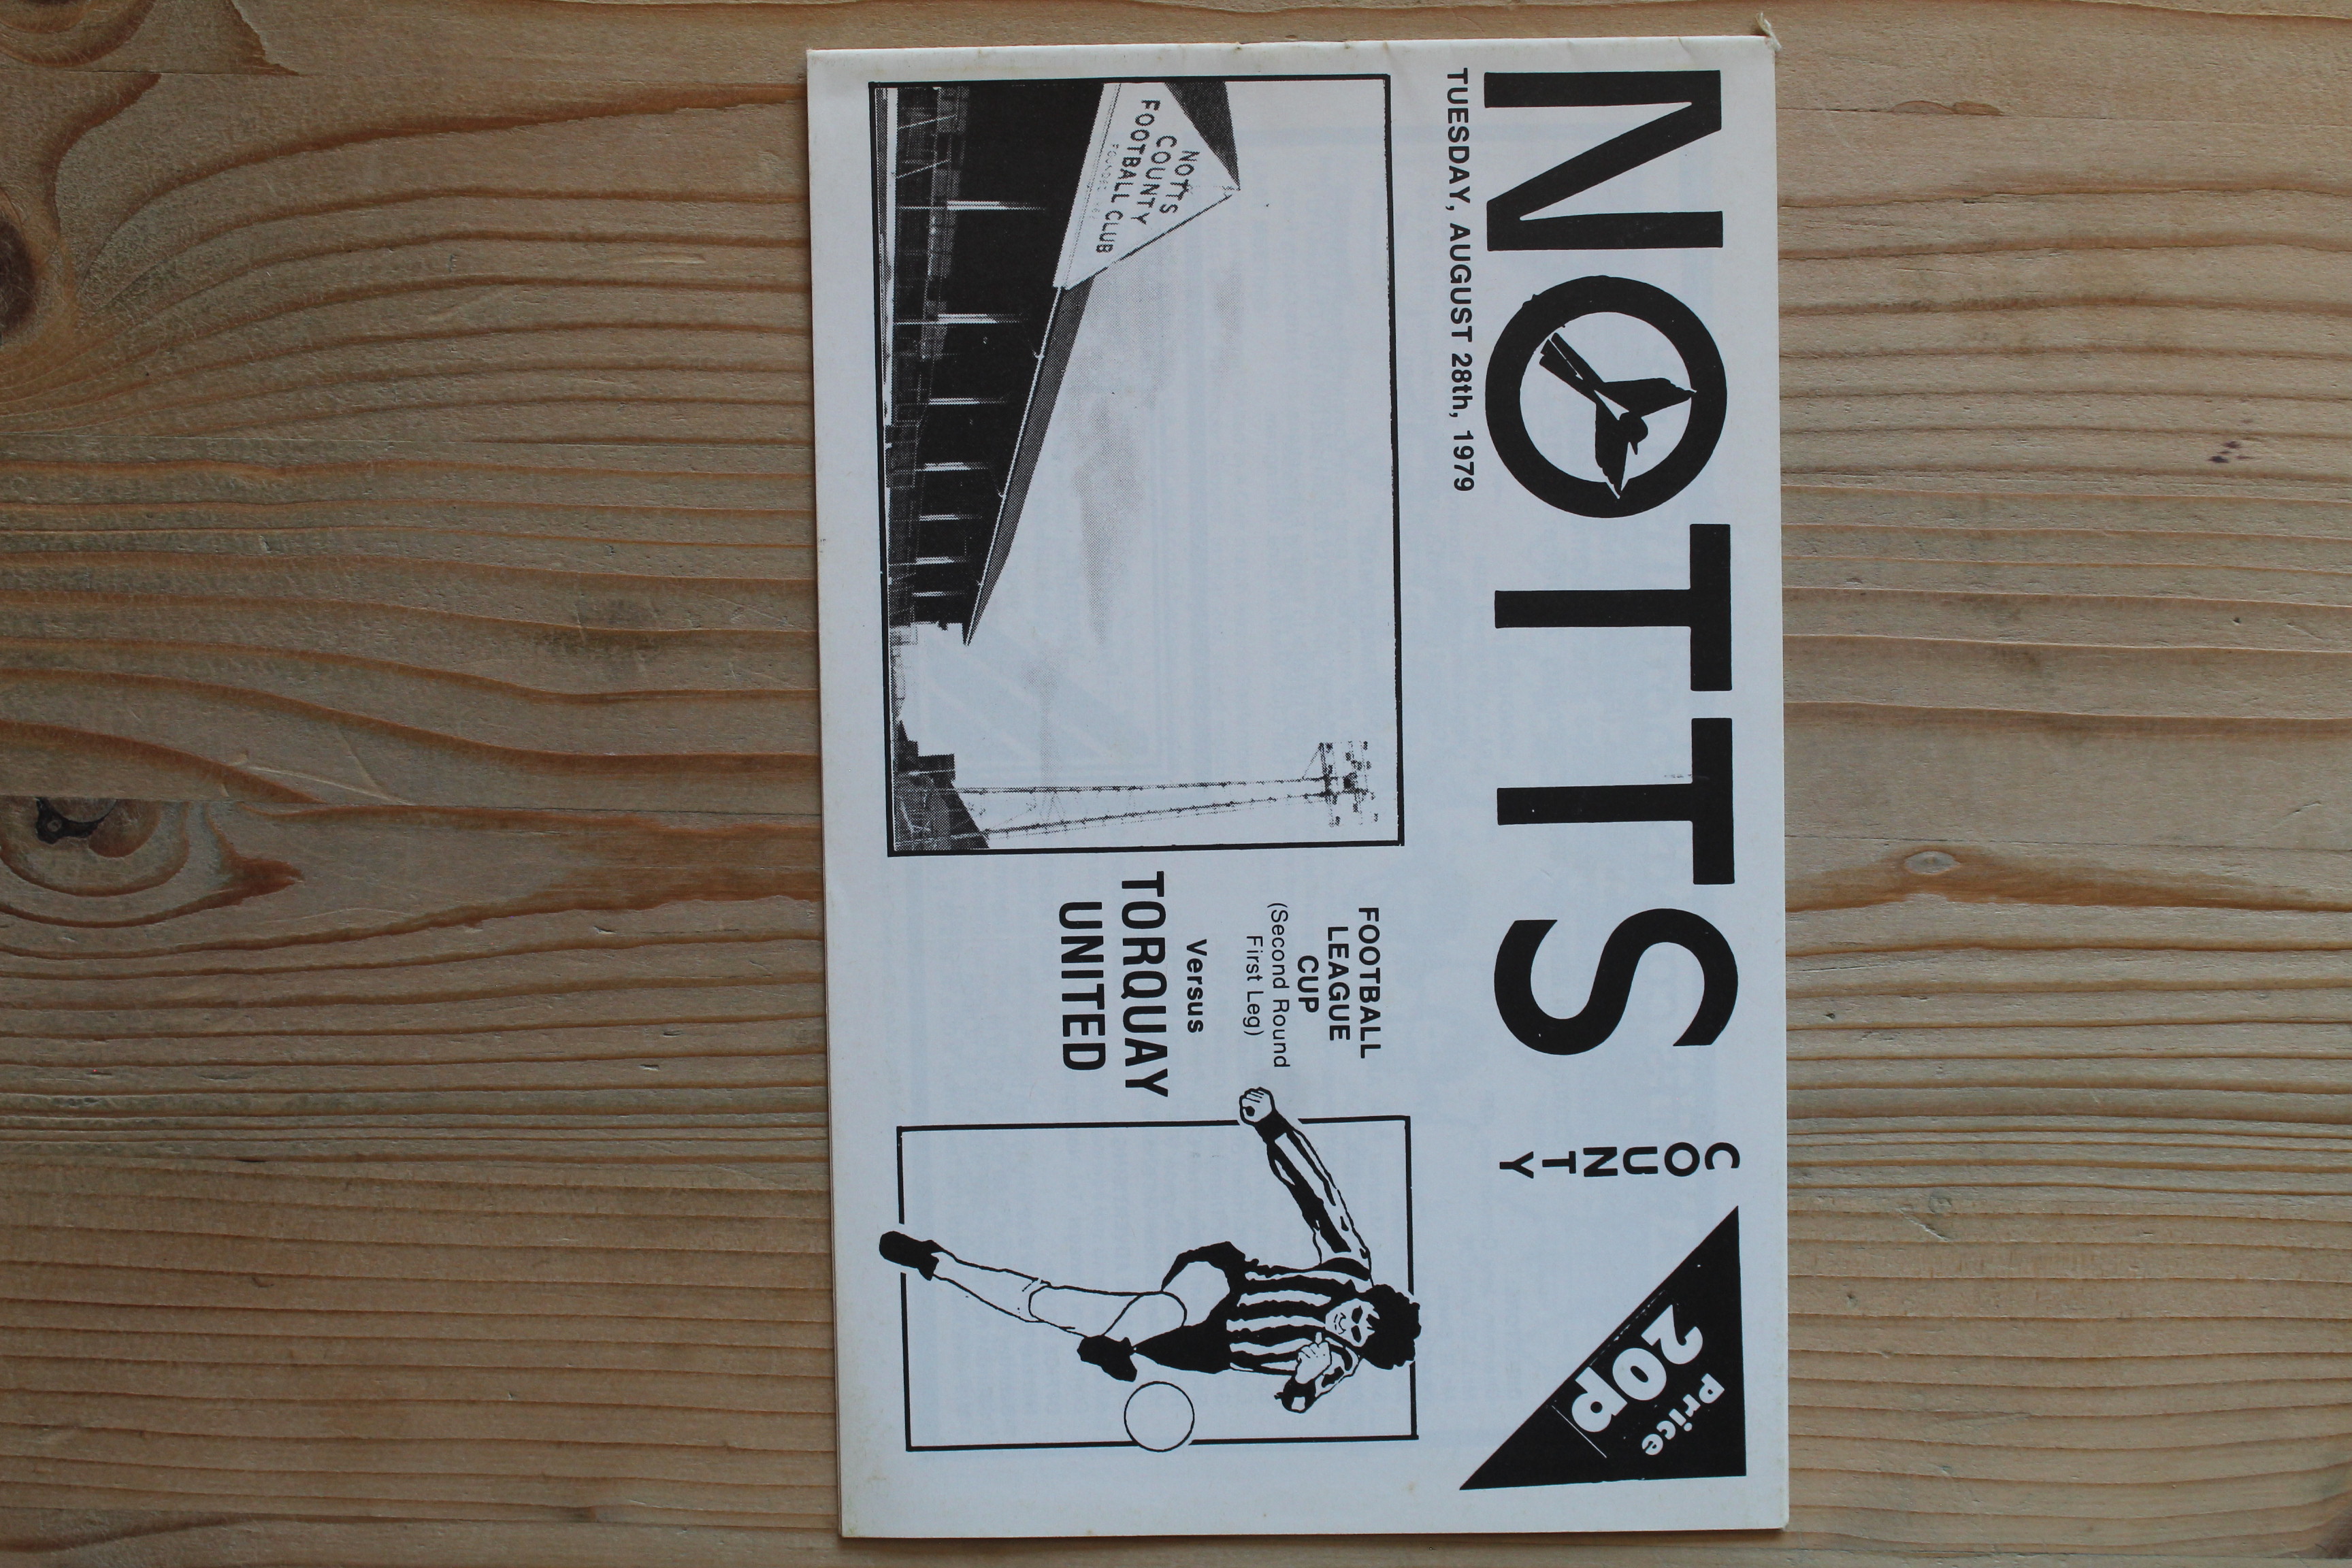 NOTTS
COUNTY
Price
20p
TUESDAY, AUGUST 28th, 1979
NOTTS
COUNTY
FOOTBALL CLUB
FOUNDED
FOOTBALL
LEAGUE
CUP
(Second Round
First Leg)
Versus
TORQUAY
UNITED